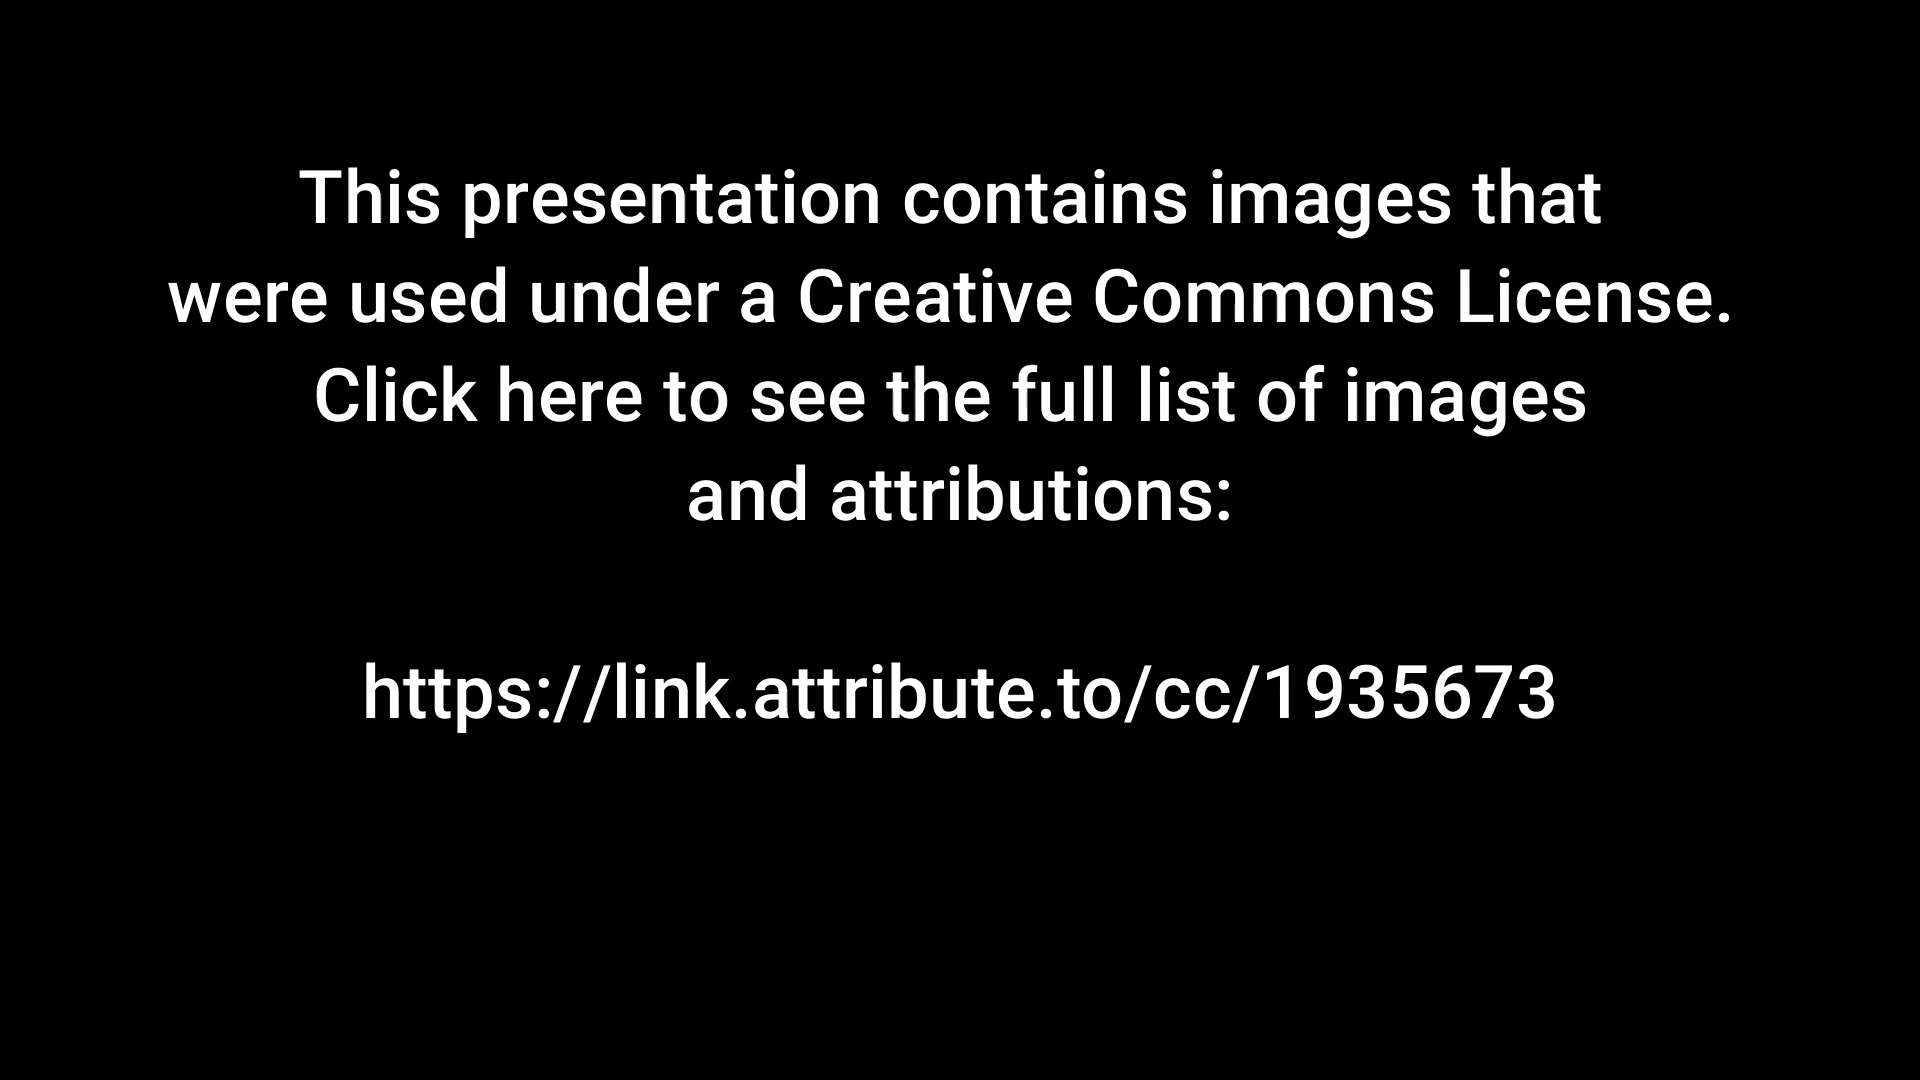 This presentation contains images that
were used under a Creative Commons License.
Click here to see the full list of images
and attributions:
https://link.attribute.to/cc/1935673